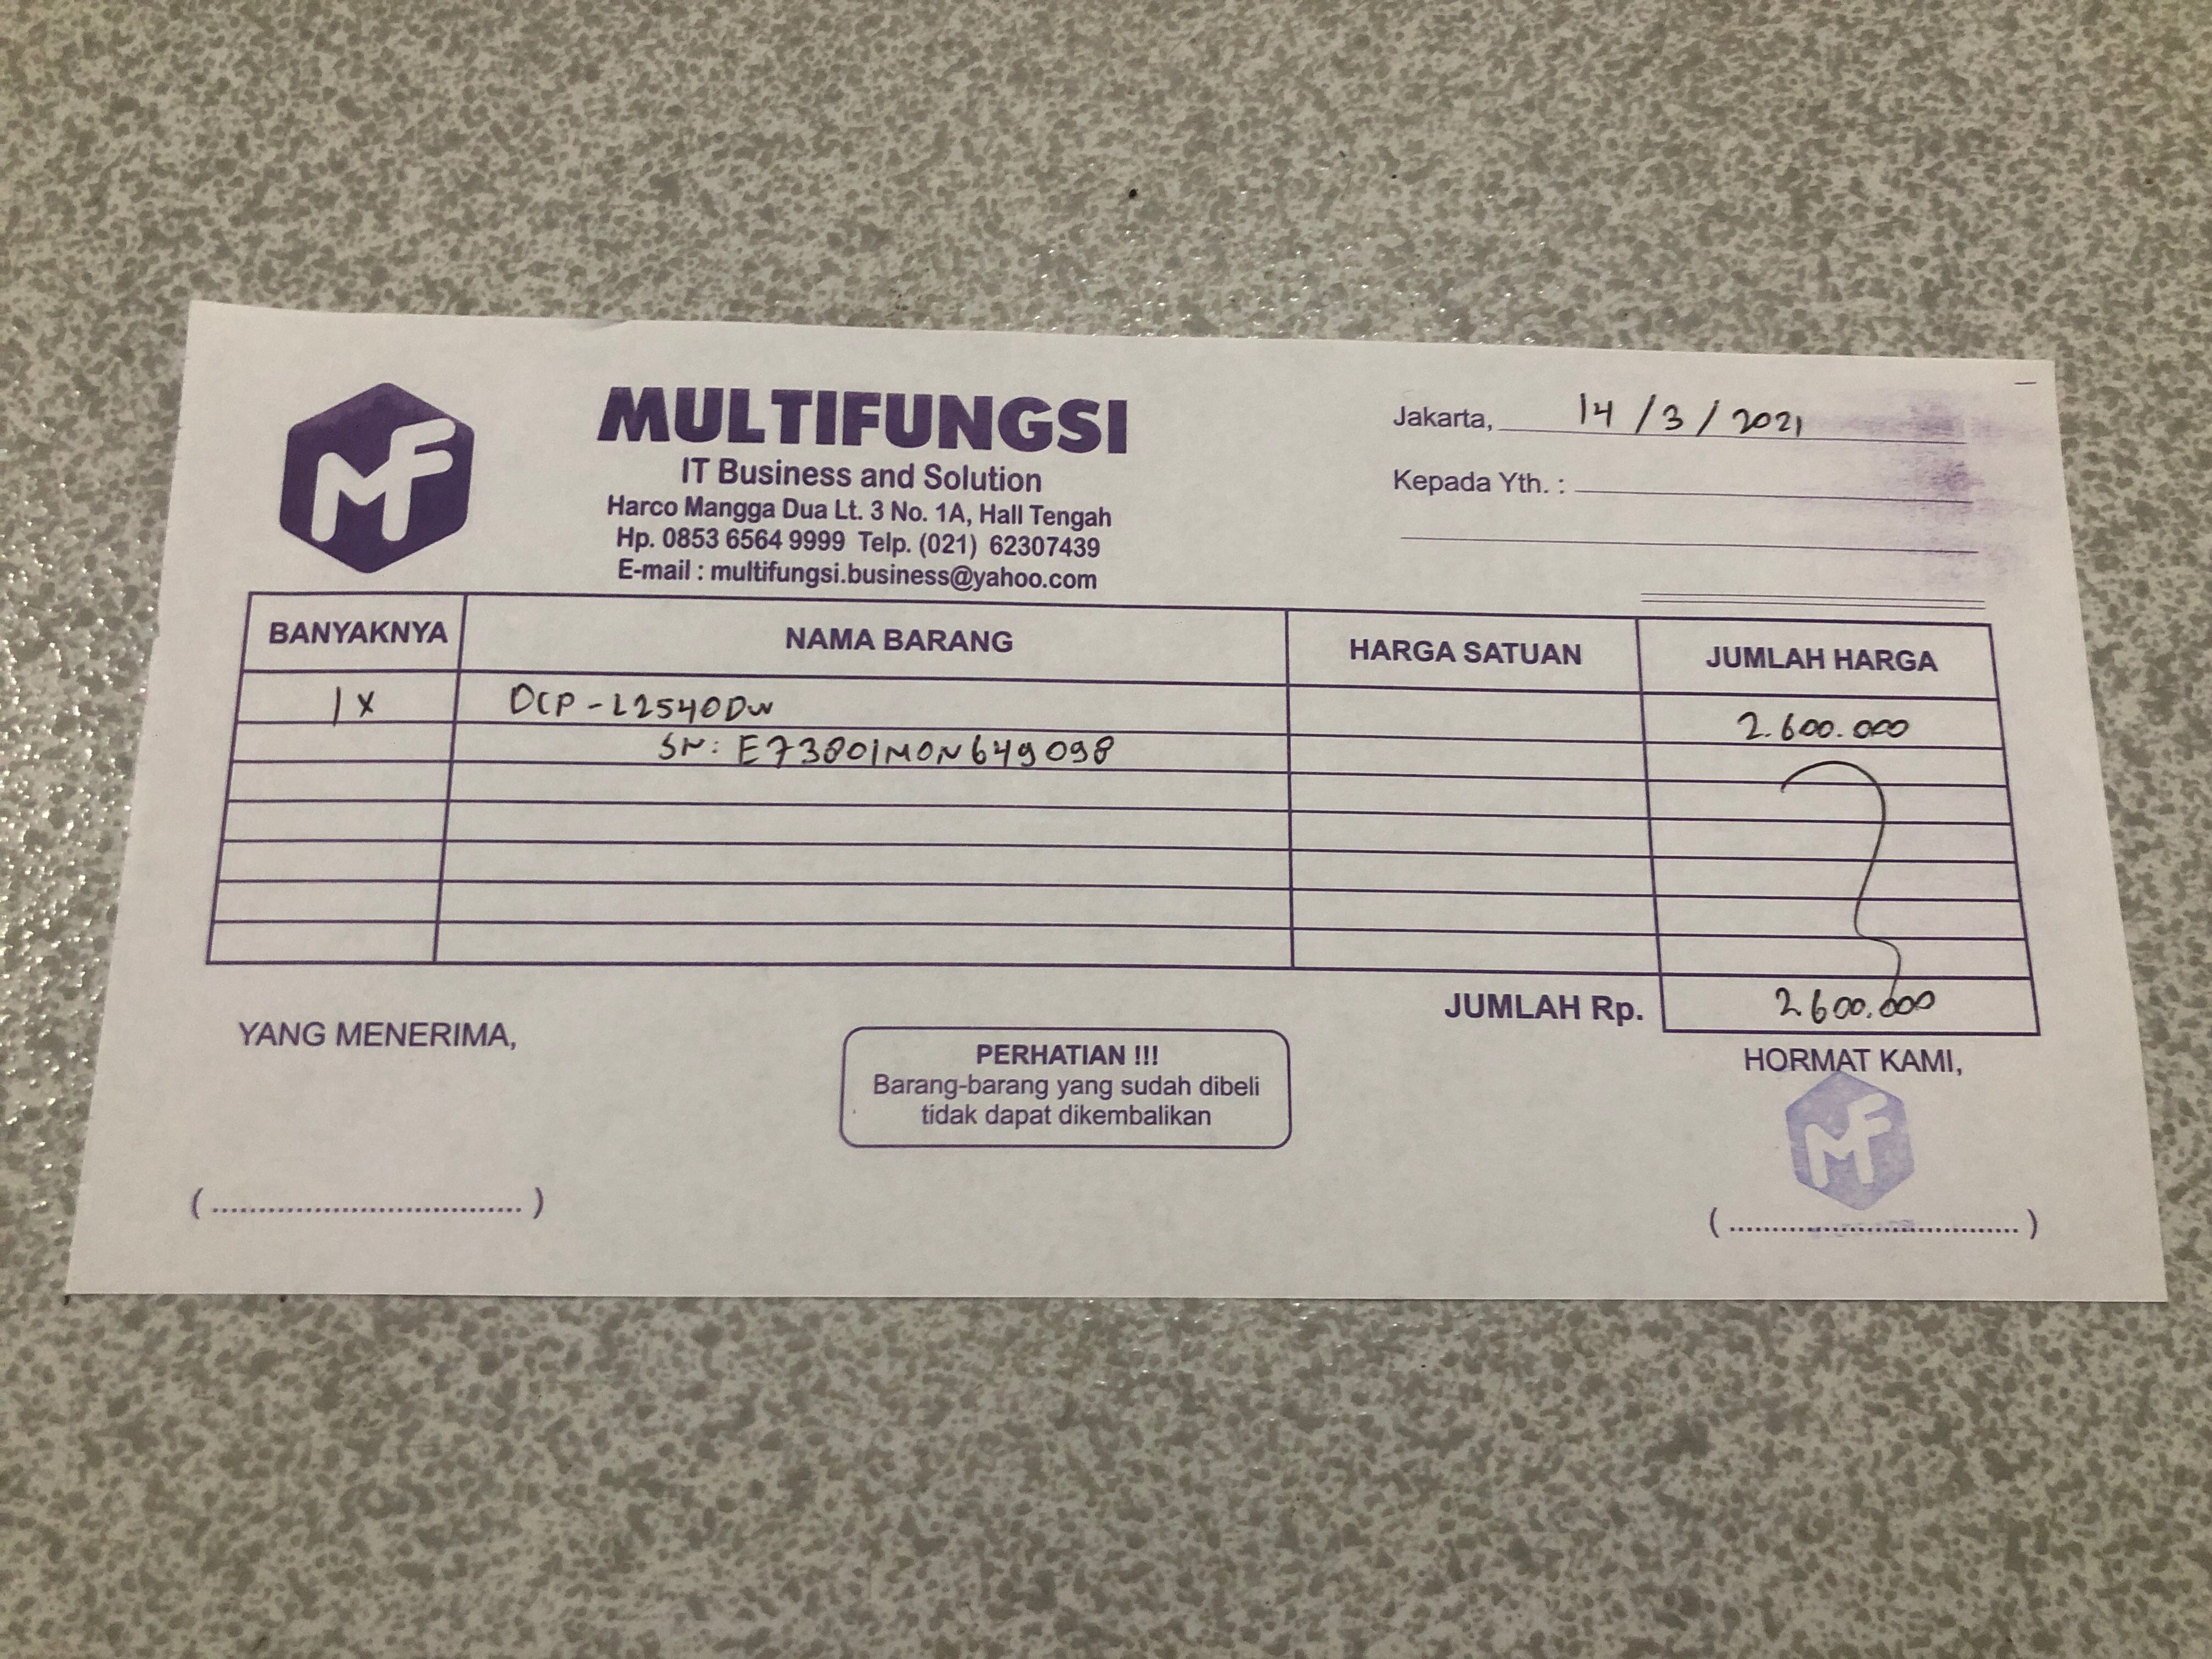 MF
MULTIFUNGSI
IT Business and Solution
Harco Mangga Dua Lt. 3 No. 1A, Hall Tengah
Hp. 0853 6564 9999 Telp. (021) 62307439
E-mail : multifungsi.business@yahoo.com
Jakarta, 14 / 3 / 2021
Kepada Yth. :
BANYAKNYA NAMA BARANG HARGA SATUAN JUMLAH HARGA
1 x DCP - L2540DW 2.600.000
SN: E73801M0N649098
JUMLAH Rp. 2.600.000
YANG MENERIMA,
PERHATIAN !!!
Barang-barang yang sudah dibeli
tidak dapat dikembalikan
HORMAT KAMI,
MF
( .................................. )
( .................................. )